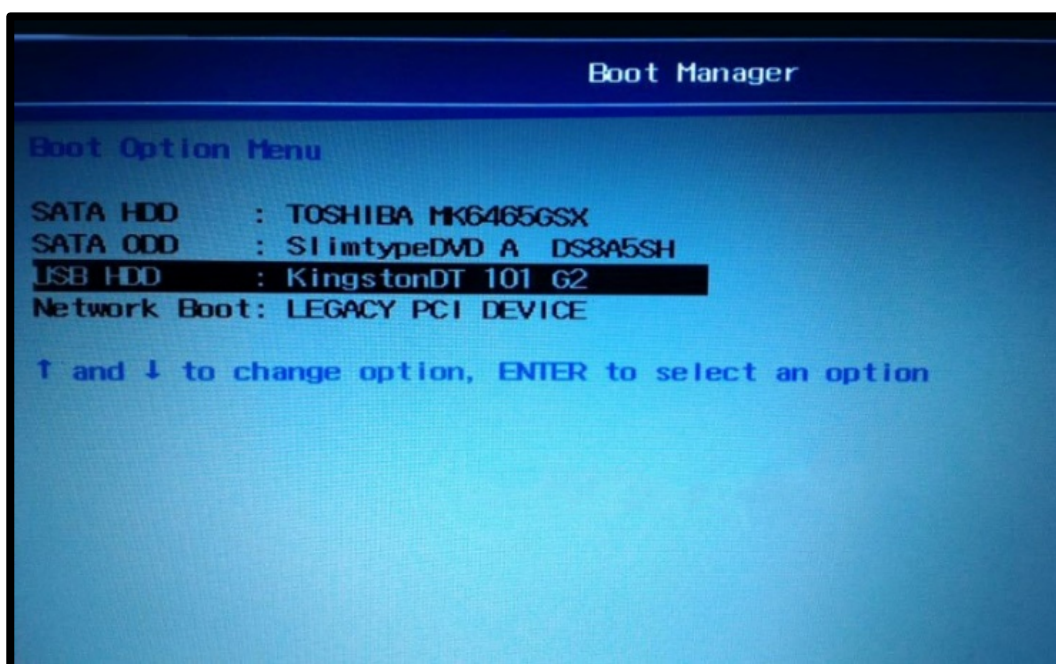 Boot Manager
Boot Option Menu
SATA HDD : TOSHIBA MK6465GSX
SATA ODD : SlimtypeDVD A DS8A5SH
USB HDD : KingstonDT 101 G2
Network Boot: LEGACY PCI DEVICE
↑ and ↓ to change option, ENTER to select an option